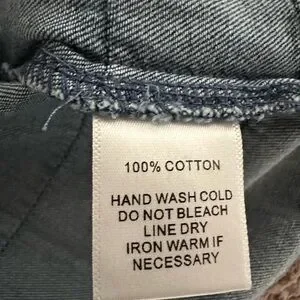 100% COTTON
HAND WASH COLD
DO NOT BLEACH
LINE DRY
IRON WARM IF
NECESSARY